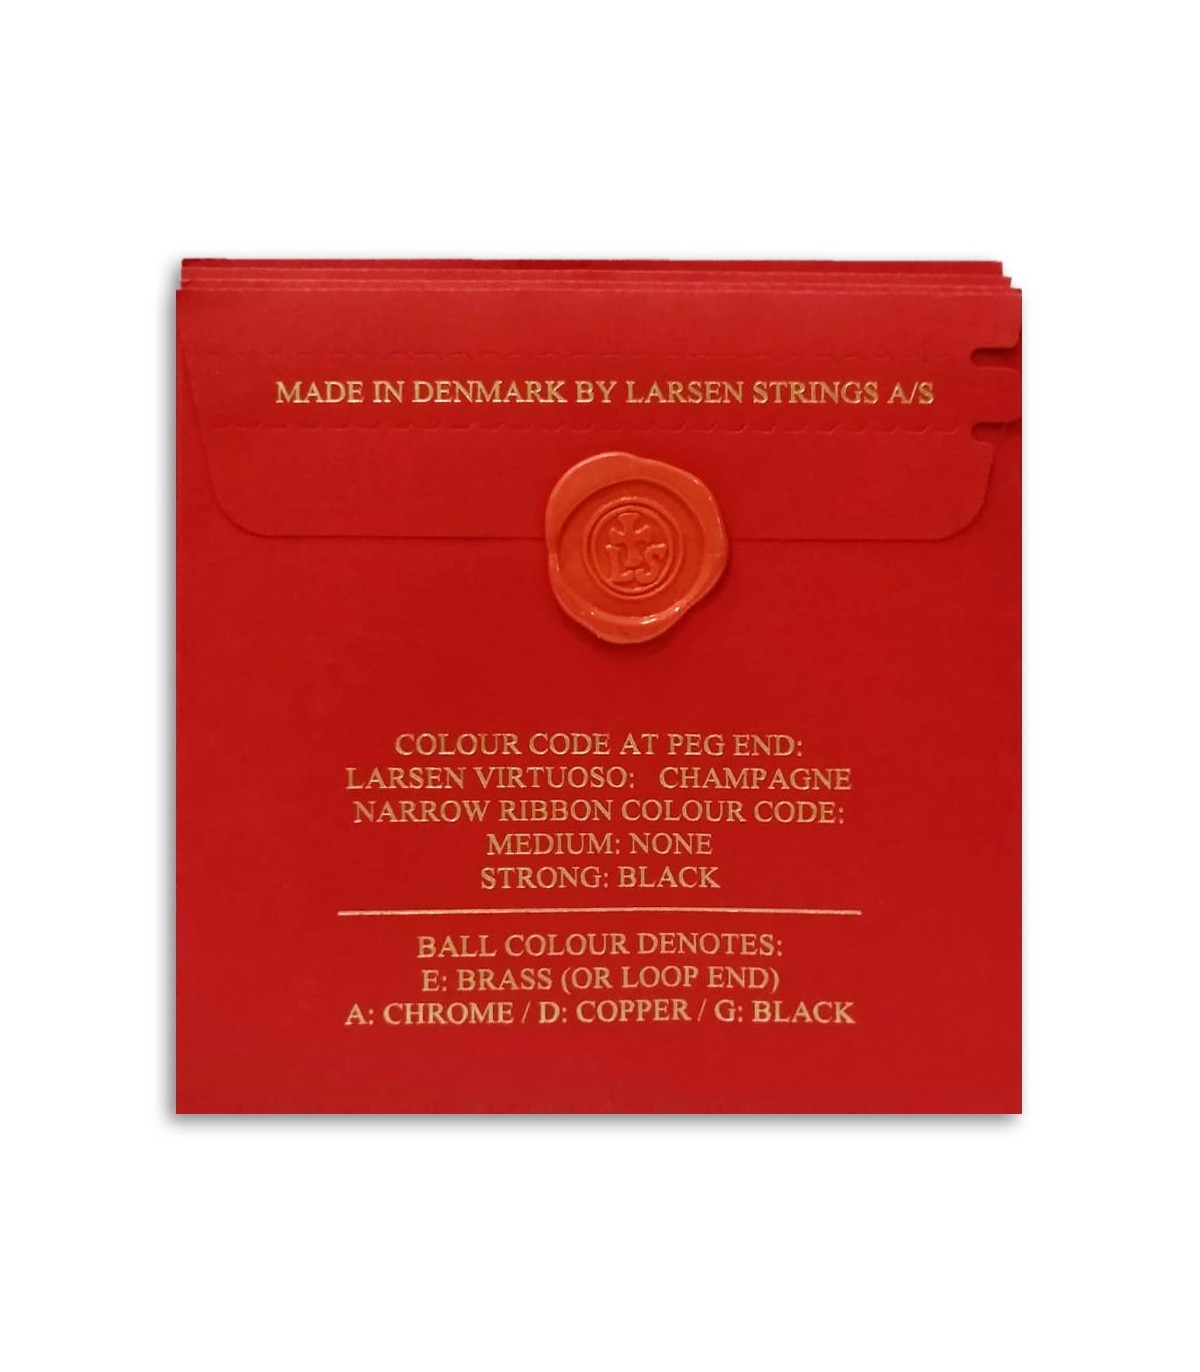 MADE IN DENMARK BY LARSEN STRINGS A/S
LS
COLOUR CODE AT PEG END:
LARSEN VIRTUOSO: CHAMPAGNE
NARROW RIBBON COLOUR CODE:
MEDIUM: NONE
STRONG: BLACK
BALL COLOUR DENOTES:
E: BRASS (OR LOOP END)
A: CHROME / D: COPPER / G: BLACK